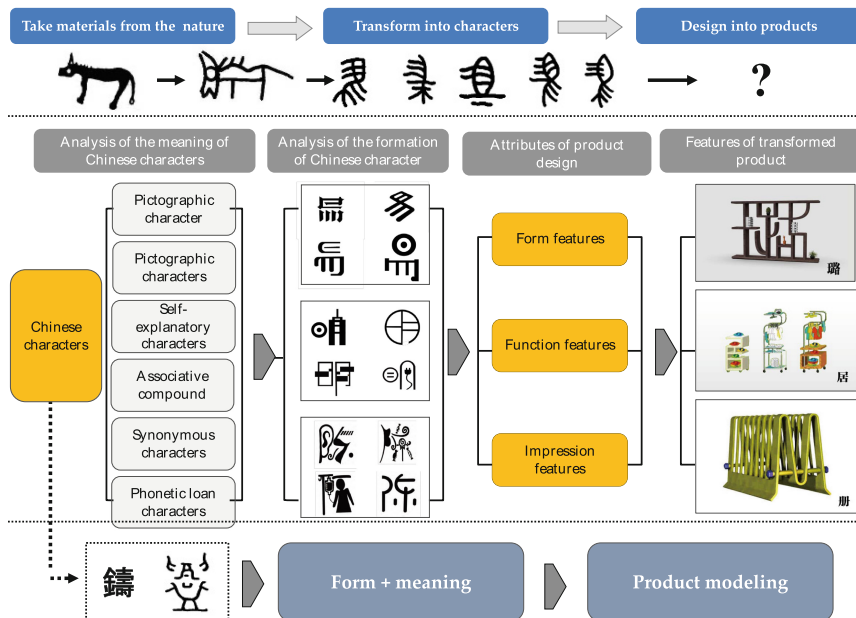 Take materials from the nature
Transform into characters
Design into products
?
Analysis of the meaning of
Chinese characters
Analysis of the formation
of Chinese character
Attributes of product
design
Features of transformed
product
Chinese
characters
Pictographic
character
Pictographic
characters
Self-
explanatory
characters
Associative
compound
Synonymous
characters
Phonetic loan
characters
Form features
Function features
Impression
features
璐
居
册
鑄
Form + meaning
Product modeling